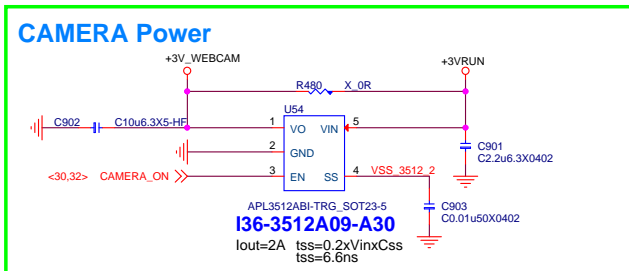 CAMERA Power
+3V_WEBCAM
+3VRUN
R480 X_0R
U54
C902 C10u6.3X5-HF
1 VO VIN 5
2 GND
<30,32> CAMERA_ON 3 EN SS 4 VSS_3512_2
C901
C2.2u6.3X0402
APL3512ABI-TRG_SOT23-5
C903
C0.01u50X0402
I36-3512A09-A30
Iout=2A tss=0.2xVinxCss
tss=6.6ns